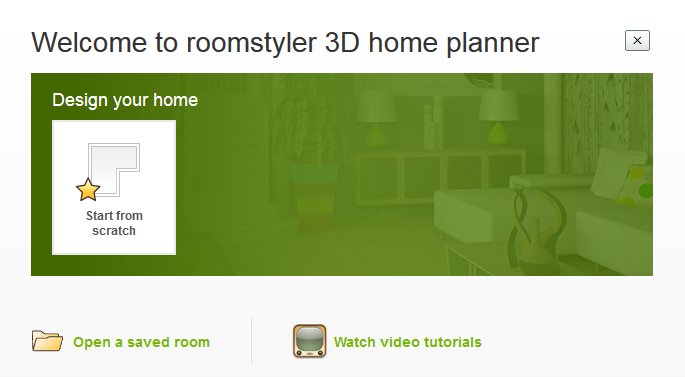 Welcome to roomstyler 3D home planner
Design your home
Start from
scratch
Open a saved room
Watch video tutorials